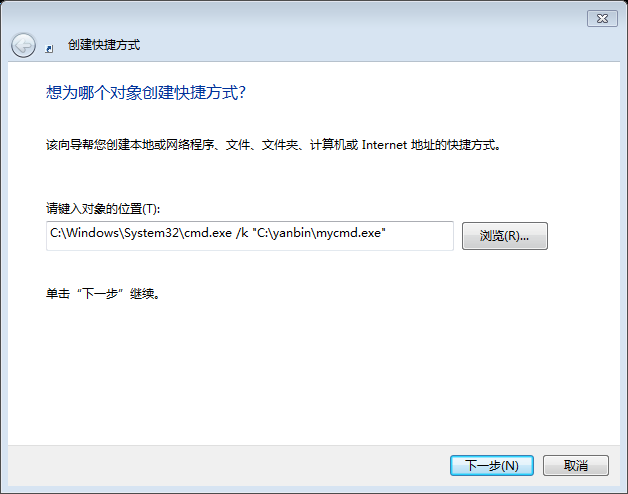 创建快捷方式
想为哪个对象创建快捷方式?
该向导帮您创建本地或网络程序、文件、文件夹、计算机或 Internet 地址的快捷方式。
请键入对象的位置(T):
C:\Windows\System32\cmd.exe /k "C:\yanbin\mycmd.exe"
浏览(R)...
单击“下一步”继续。
下一步(N)
取消